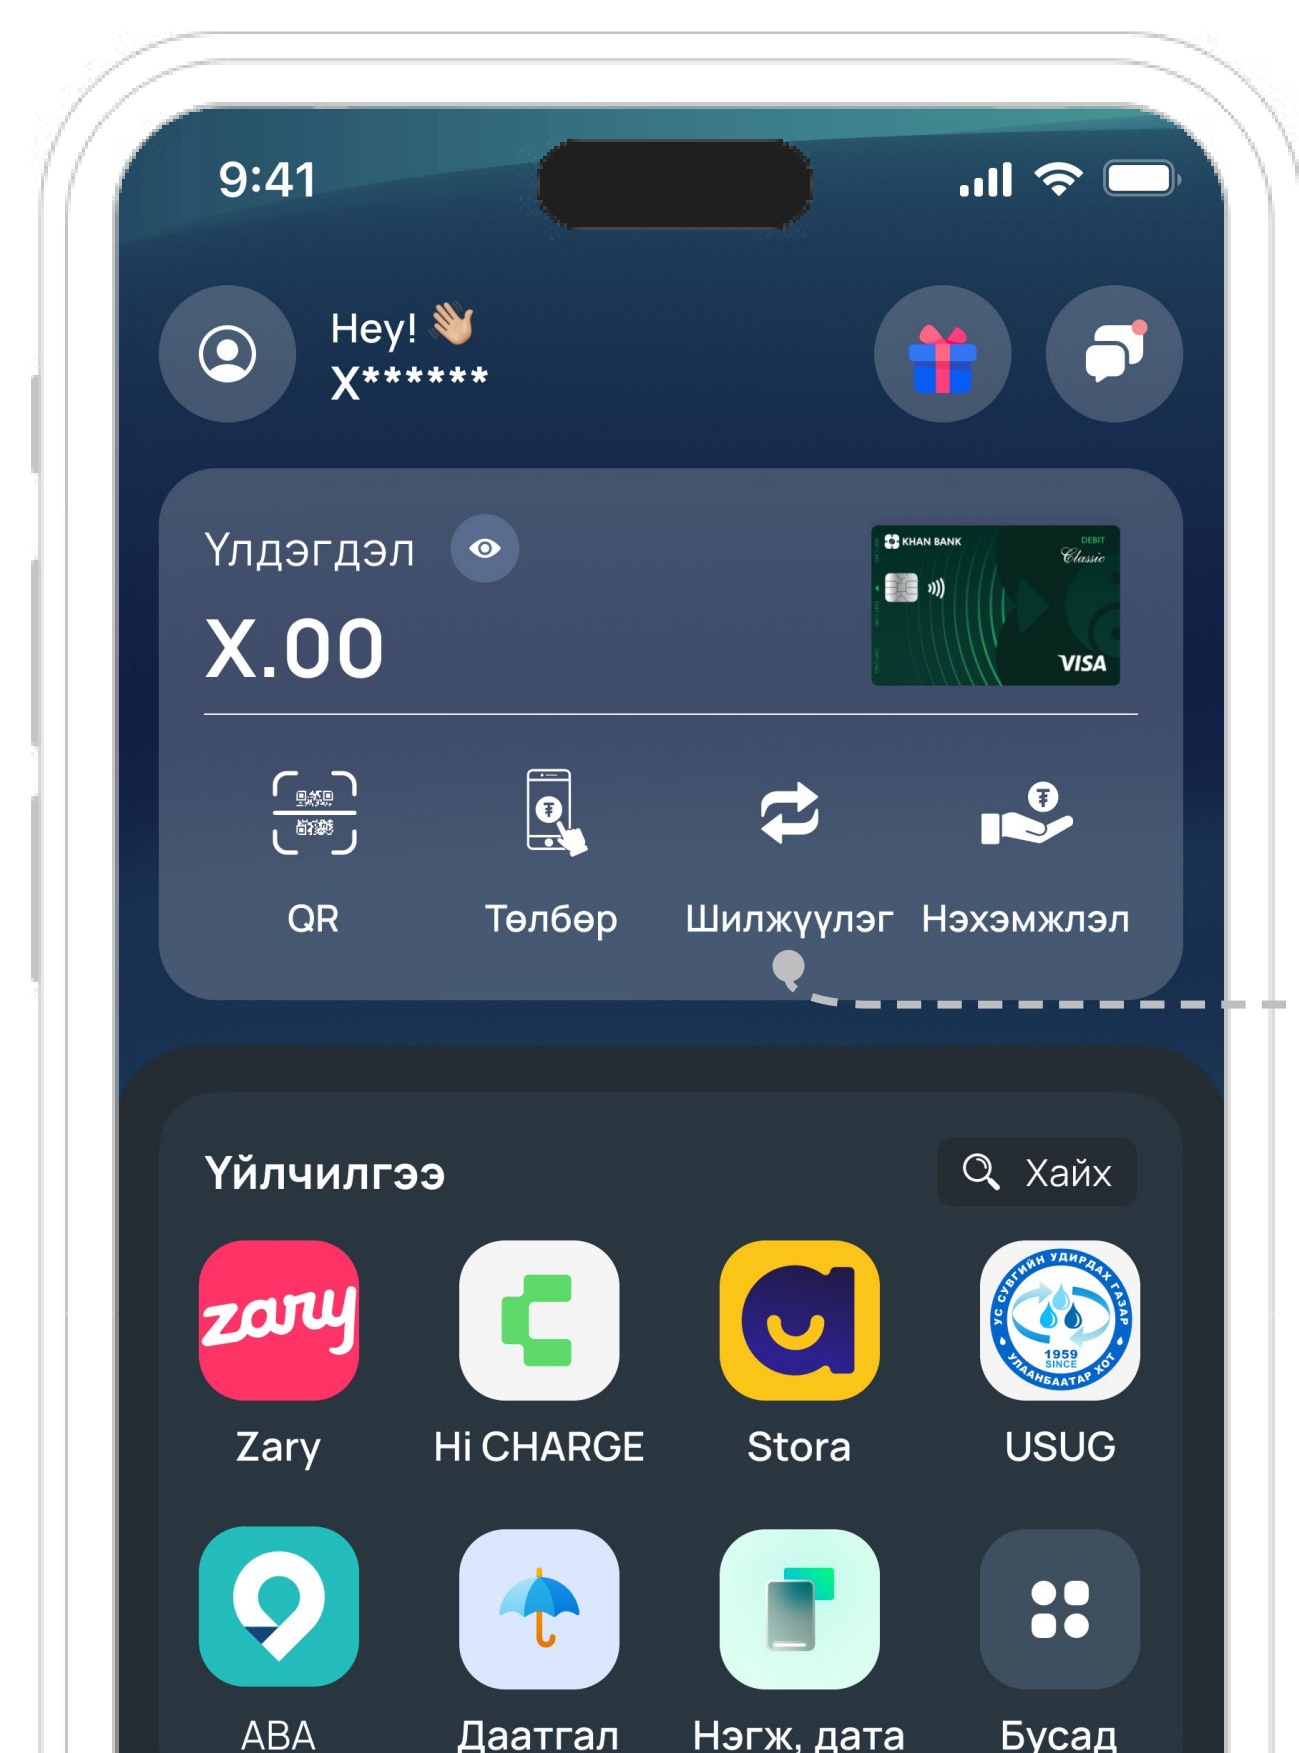 9:41
Hey! 👋
X******
Үлдэгдэл
X.00
KHAN BANK
DEBIT
Classic
VISA
QR
Төлбөр
Шилжүүлэг
Нэхэмжлэл
Үйлчилгээ
Хайх
zary
УС СУВГИЙН УДИРДАХ ГАЗАР
1959
SINCE
УЛААНБААТАР ХОТ
Zary
Hi CHARGE
Stora
USUG
ABA
Даатгал
Нэгж, дата
Бусад